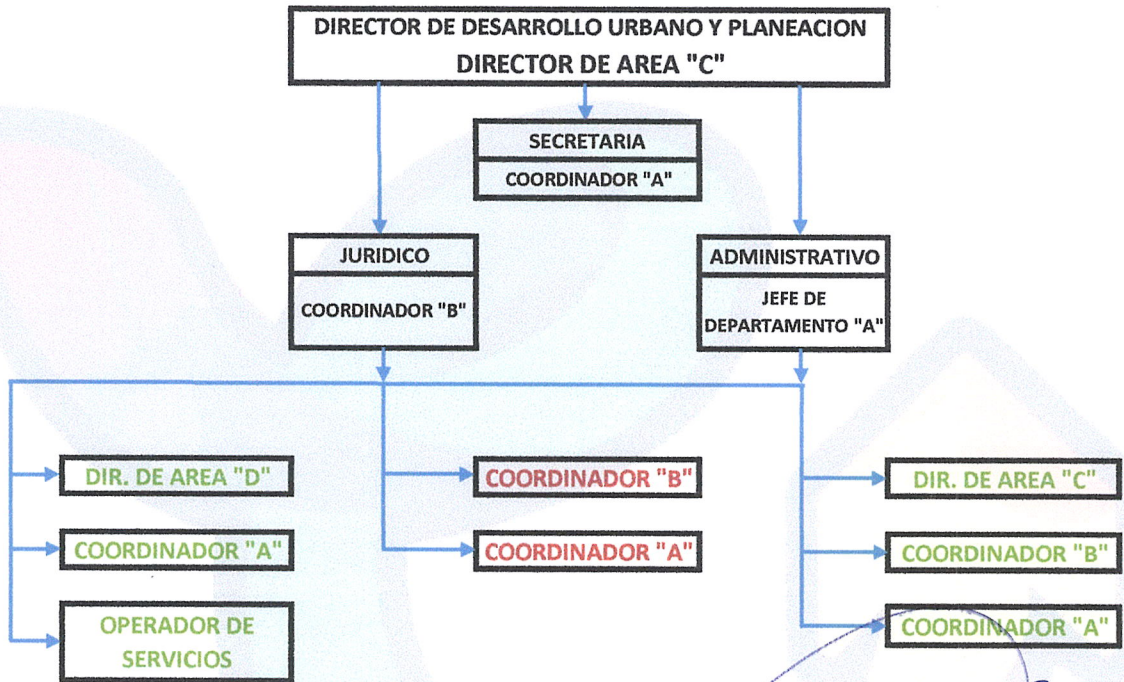 DIRECTOR DE DESARROLLO URBANO Y PLANEACION
DIRECTOR DE AREA "C"
SECRETARIA
COORDINADOR "A"
JURIDICO
COORDINADOR "B"
ADMINISTRATIVO
JEFE DE
DEPARTAMENTO "A"
DIR. DE AREA "D"
COORDINADOR "A"
OPERADOR DE
SERVICIOS
COORDINADOR "B"
COORDINADOR "A"
DIR. DE AREA "C"
COORDINADOR "B"
COORDINADOR "A"